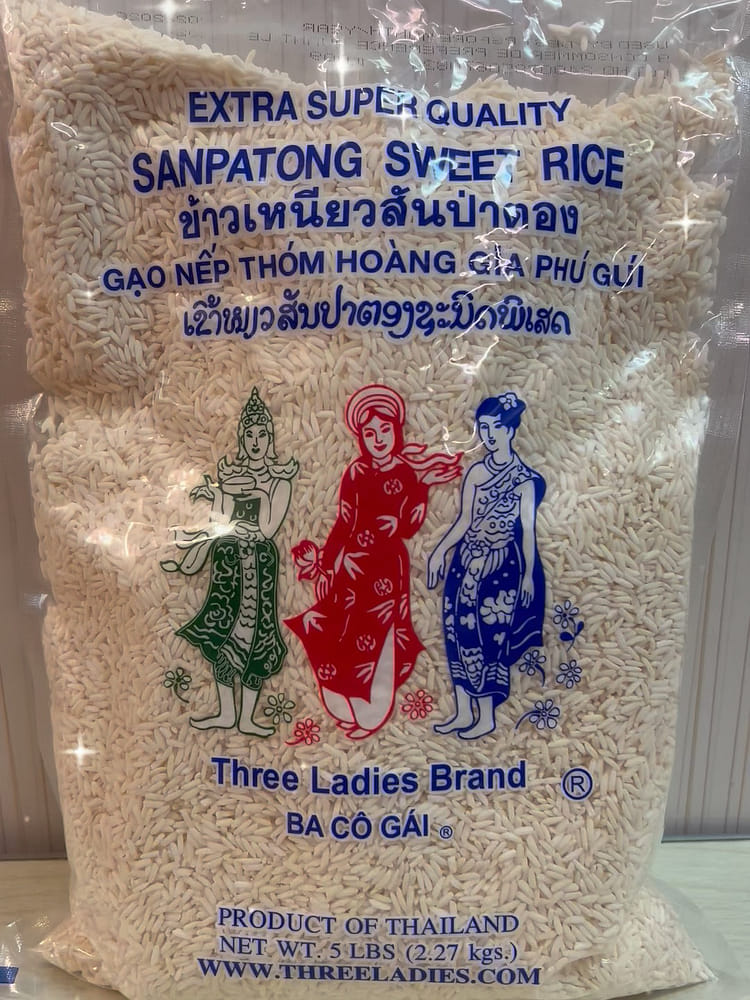 EXTRA SUPER QUALITY
SANPATONG SWEET RICE
ข้าวเหนียวสันป่าตอง
GẠO NẾP THÓM HOÀNG GIA PHÚ GÚI
ເຂົ້າໜຽວສັນປາຕອງຊະນິດພິເສດ
Three Ladies Brand ®
BA CÔ GÁI ®
PRODUCT OF THAILAND
NET WT. 5 LBS (2.27 kgs.)
WWW.THREELADIES.COM